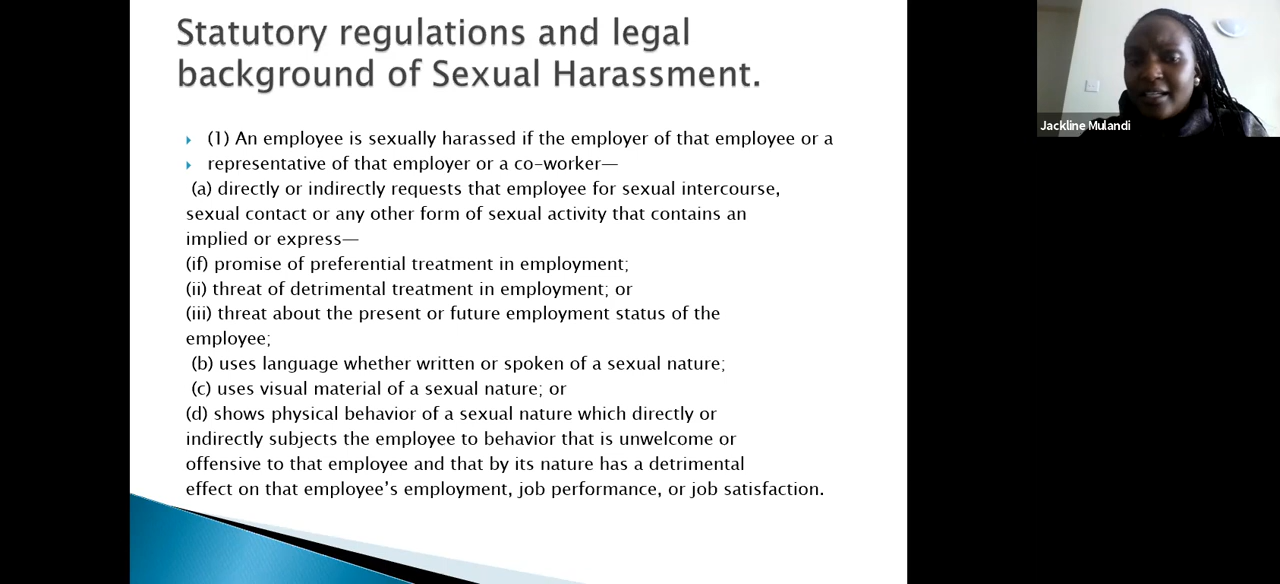 Statutory regulations and legal
background of Sexual Harassment.
Jackline Mulandi
(1) An employee is sexually harassed if the employer of that employee or a
representative of that employer or a co-worker—
(a) directly or indirectly requests that employee for sexual intercourse,
sexual contact or any other form of sexual activity that contains an
implied or express—
(if) promise of preferential treatment in employment;
(ii) threat of detrimental treatment in employment; or
(iii) threat about the present or future employment status of the
employee;
(b) uses language whether written or spoken of a sexual nature;
(c) uses visual material of a sexual nature; or
(d) shows physical behavior of a sexual nature which directly or
indirectly subjects the employee to behavior that is unwelcome or
offensive to that employee and that by its nature has a detrimental
effect on that employee’s employment, job performance, or job satisfaction.